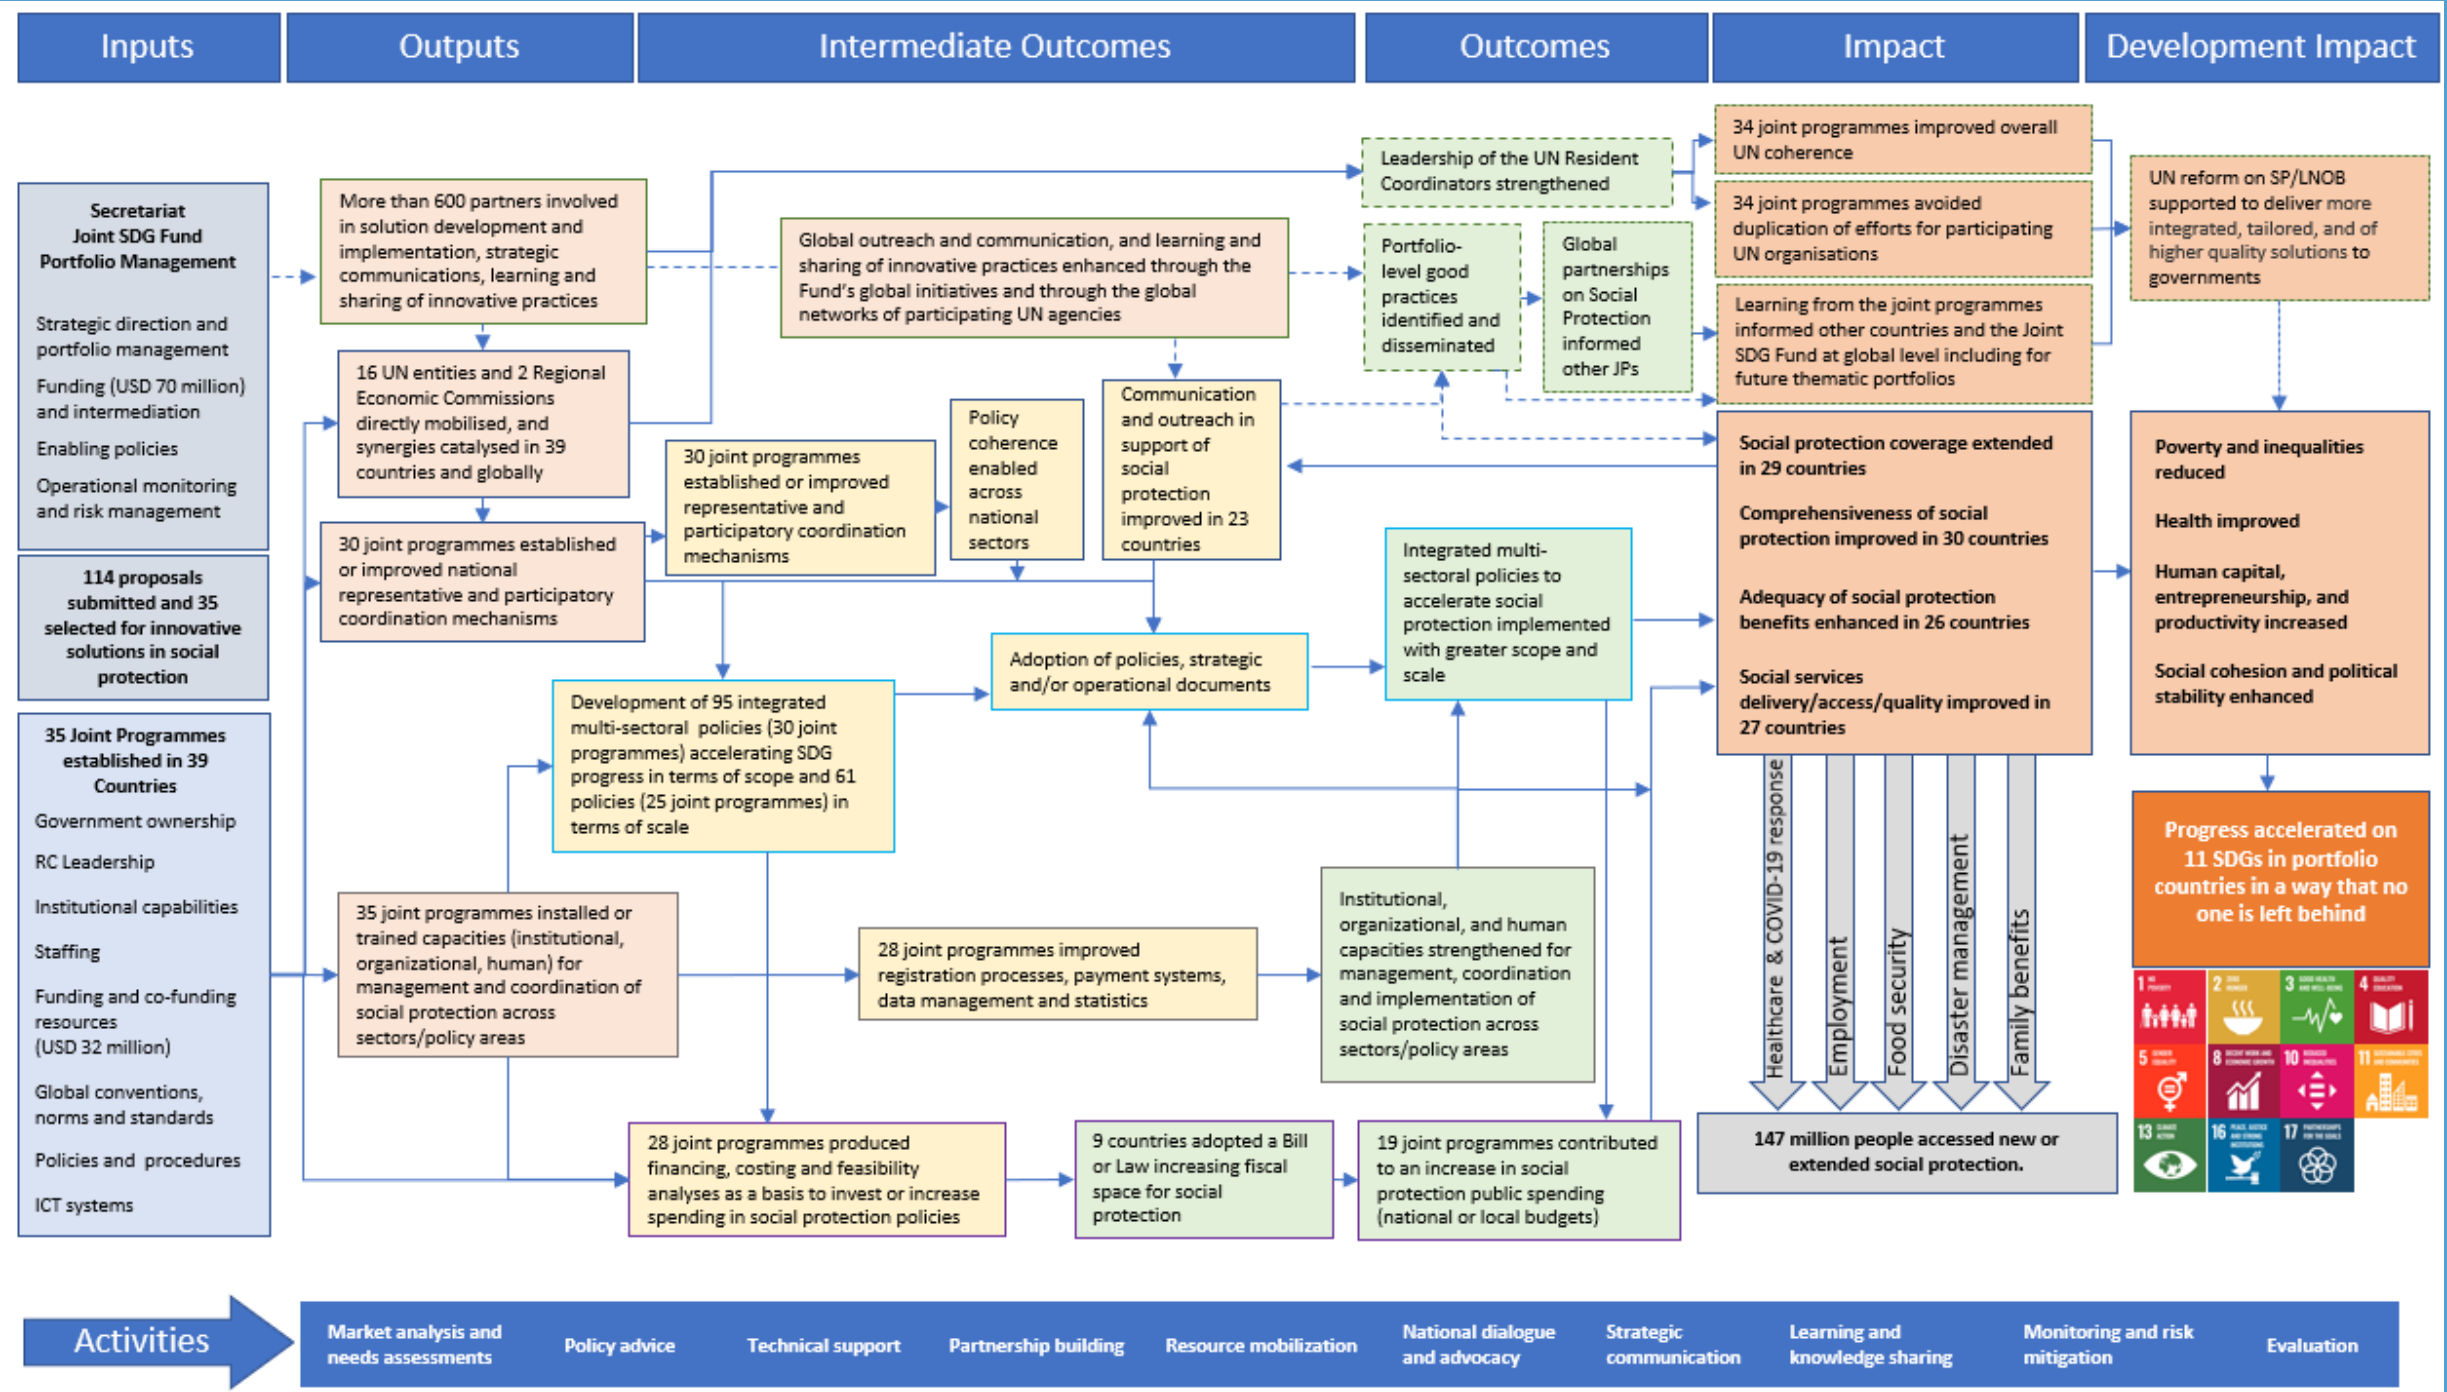 Inputs
Outputs
Intermediate Outcomes
Outcomes
Impact
Development Impact
Secretariat
Joint SDG Fund
Portfolio Management
Strategic direction and
portfolio management
Funding (USD 70 million)
and intermediation
Enabling policies
Operational monitoring
and risk management
114 proposals
submitted and 35
selected for innovative
solutions in social
protection
35 Joint Programmes
established in 39
Countries
Government ownership
RC Leadership
Institutional capabilities
Staffing
Funding and co-funding
resources
(USD 32 million)
Global conventions,
norms and standards
Policies and procedures
ICT systems
More than 600 partners involved
in solution development and
implementation, strategic
communications, learning and
sharing of innovative practices
16 UN entities and 2 Regional
Economic Commissions
directly mobilised, and
synergies catalysed in 39
countries and globally
30 joint programmes established
or improved national
representative and participatory
coordination mechanisms
35 joint programmes installed or
trained capacities (institutional,
organizational, human) for
management and coordination of
social protection across
sectors/policy areas
Global outreach and communication, and learning and
sharing of innovative practices enhanced through the
Fund's global initiatives and through the global
networks of participating UN agencies
30 joint programmes
established or improved
representative and
participatory coordination
mechanisms
Policy
coherence
enabled
across
national
sectors
Communication
and outreach in
support of
social
protection
improved in 23
countries
Development of 95 integrated
multi-sectoral policies (30 joint
programmes) accelerating SDG
progress in terms of scope and 61
policies (25 joint programmes) in
terms of scale
Adoption of policies, strategic
and/or operational documents
28 joint programmes improved
registration processes, payment systems,
data management and statistics
28 joint programmes produced
financing, costing and feasibility
analyses as a basis to invest or increase
spending in social protection policies
9 countries adopted a Bill
or Law increasing fiscal
space for social
protection
Leadership of the UN Resident
Coordinators strengthened
Portfolio-
level good
practices
identified and
disseminated
Global
partnerships
on Social
Protection
informed
other JPs
Integrated multi-
sectoral policies to
accelerate social
protection implemented
with greater scope and
scale
Institutional,
organizational, and human
capacities strengthened for
management, coordination
and implementation of
social protection across
sectors/policy areas
19 joint programmes contributed
to an increase in social
protection public spending
(national or local budgets)
34 joint programmes improved overall
UN coherence
34 joint programmes avoided
duplication of efforts for participating
UN organisations
Learning from the joint programmes
informed other countries and the Joint
SDG Fund at global level including for
future thematic portfolios
Social protection coverage extended
in 29 countries
Comprehensiveness of social
protection improved in 30 countries
Adequacy of social protection
benefits enhanced in 26 countries
Social services
delivery/access/quality improved in
27 countries
Healthcare & COVID-19 response
Employment
Food security
Disaster management
Family benefits
147 million people accessed new or
extended social protection.
UN reform on SP/LNOB
supported to deliver more
integrated, tailored, and of
higher quality solutions to
governments
Poverty and inequalities
reduced
Health improved
Human capital,
entrepreneurship, and
productivity increased
Social cohesion and political
stability enhanced
Progress accelerated on
11 SDGs in portfolio
countries in a way that no
one is left behind
1
2
3
4
5
8
10
11
13
16
17
Activities
Market analysis and
needs assessments
Policy advice
Technical support
Partnership building
Resource mobilization
National dialogue
and advocacy
Strategic
communication
Learning and
knowledge sharing
Monitoring and risk
mitigation
Evaluation